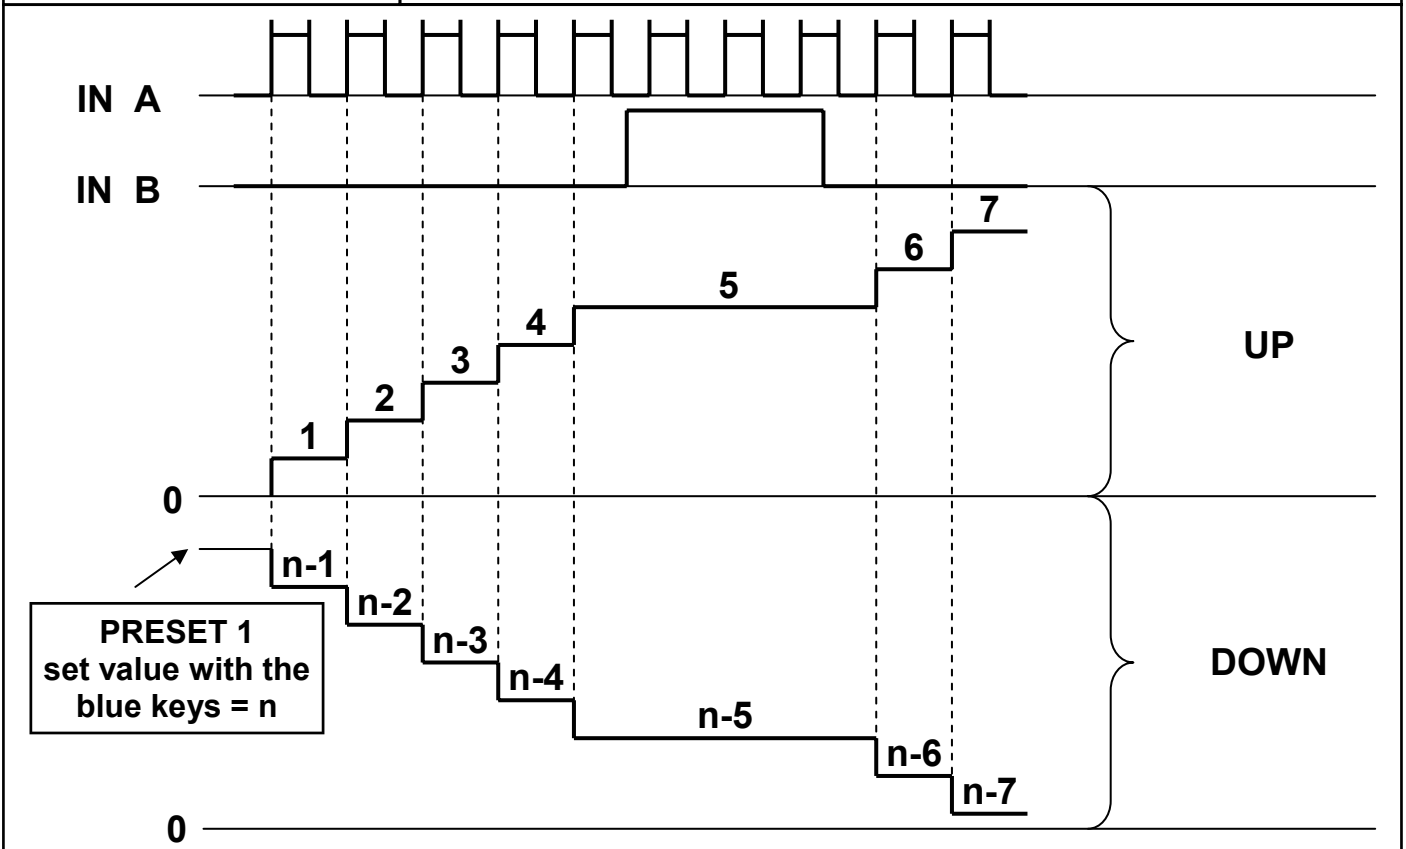 IN A
IN B
7
6
5
4
3
2
1
UP
0
n-1
n-2
PRESET 1
set value with the
blue keys = n
n-3
n-4
DOWN
n-5
n-6
n-7
0